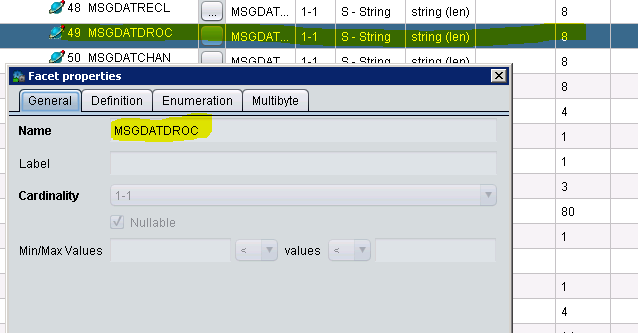 48 MSGDATRECL ... MSGDAT... 1-1 S - String string (len) 8
49 MSGDATDROC MSGDAT... 1-1 S - String string (len) 8
50 MSGDATCHAN ... MSGDAT... 1-1 S - String string (len) 8
Facet properties
8
General Definition Enumeration Multibyte
4
Name MSGDATDROC
1
Label
1
Cardinality 1-1
3
Nullable
80
Min/Max Values < values <
1
1
4